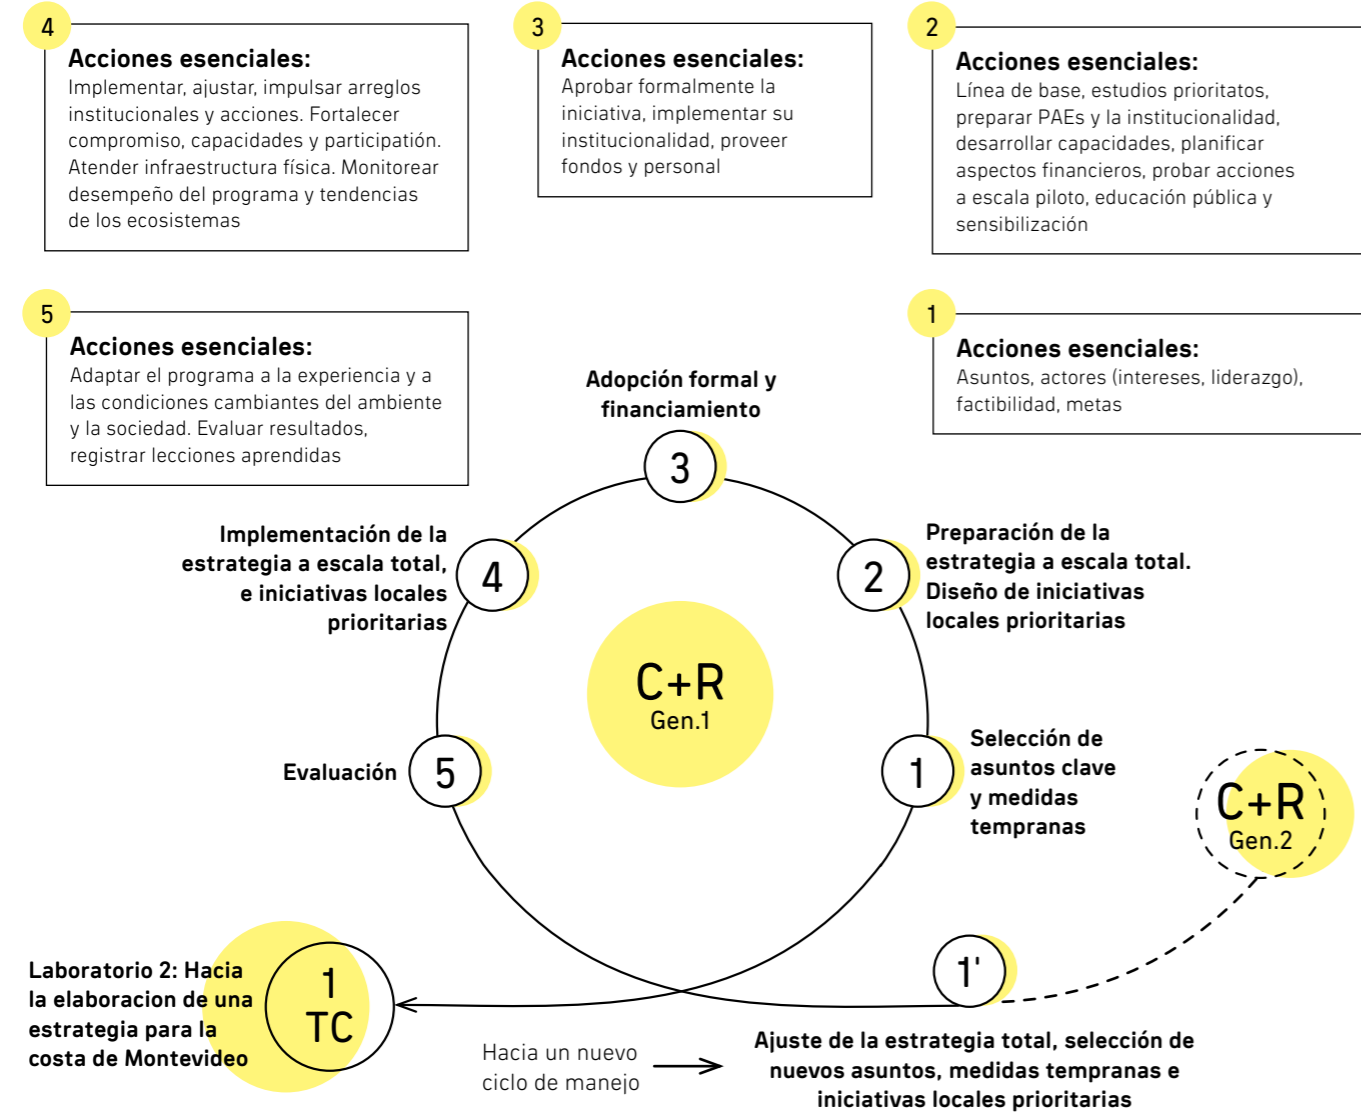 4
Acciones esenciales:
Implementar, ajustar, impulsar arreglos
institucionales y acciones. Fortalecer
compromiso, capacidades y participatión.
Atender infraestructura física. Monitorear
desempeño del programa y tendencias
de los ecosistemas
3
Acciones esenciales:
Aprobar formalmente la
iniciativa, implementar su
institucionalidad, proveer
fondos y personal
2
Acciones esenciales:
Línea de base, estudios prioritatos,
preparar PAEs y la institucionalidad,
desarrollar capacidades, planificar
aspectos financieros, probar acciones
a escala piloto, educación pública y
sensibilización
5
Acciones esenciales:
Adaptar el programa a la experiencia y a
las condiciones cambiantes del ambiente
y la sociedad. Evaluar resultados,
registrar lecciones aprendidas
1
Acciones esenciales:
Asuntos, actores (intereses, liderazgo),
factibilidad, metas
Adopción formal y
financiamiento
3
Implementación de la
estrategia a escala total,
e iniciativas locales
prioritarias
4
2
Preparación de la
estrategia a escala total.
Diseño de iniciativas
locales prioritarias
C+R
Gen.1
Evaluación
5
1
Selección de
asuntos clave
y medidas
tempranas
C+R
Gen.2
Laboratorio 2: Hacia
la elaboracion de una
estrategia para la
costa de Montevideo
1
TC
1'
Hacia un nuevo
ciclo de manejo
Ajuste de la estrategia total, selección de
nuevos asuntos, medidas tempranas e
iniciativas locales prioritarias